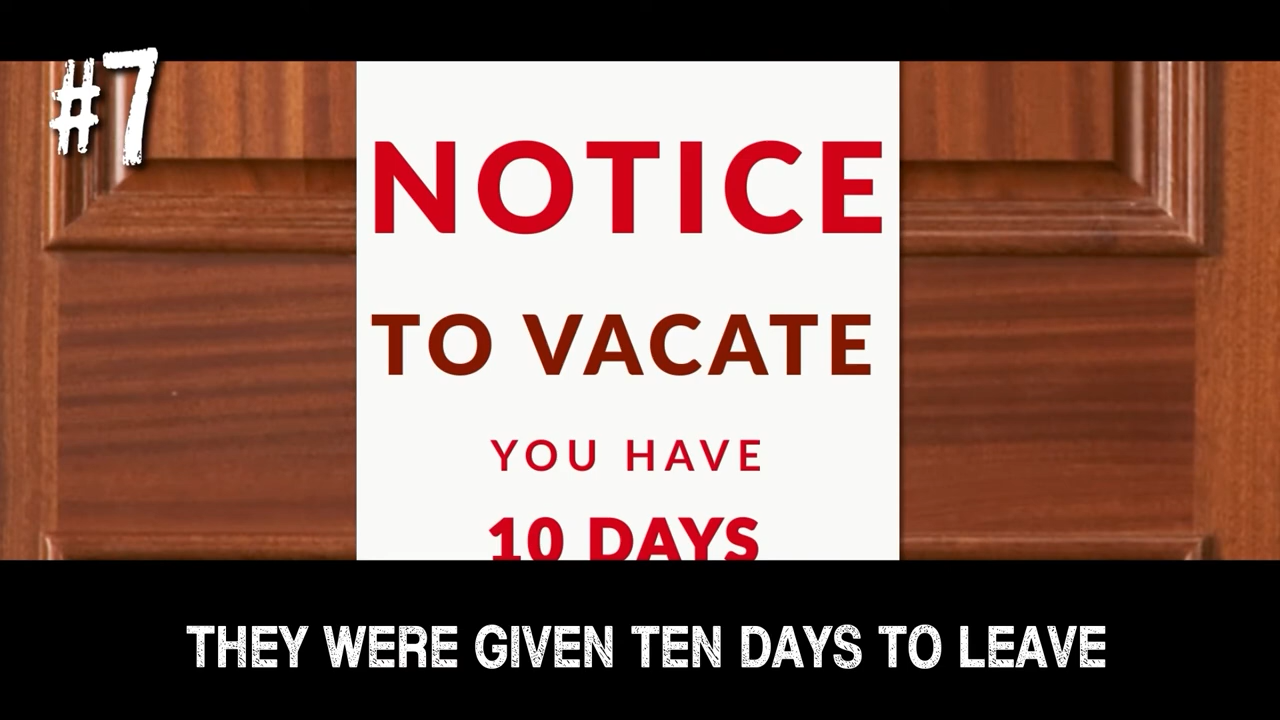 #7
NOTICE
TO VACATE
YOU HAVE
10 DAYS
THEY WERE GIVEN TEN DAYS TO LEAVE